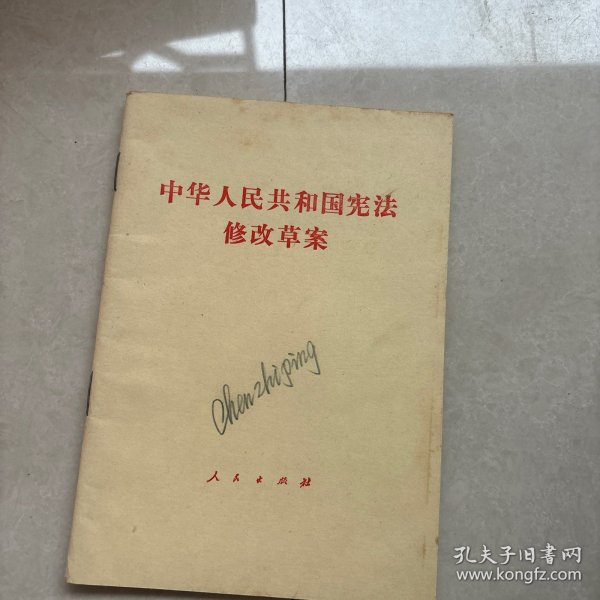 中华人民共和国宪法
修改草案
Chenzhiping
人民出版社
孔夫子旧书网
www.kongfz.com